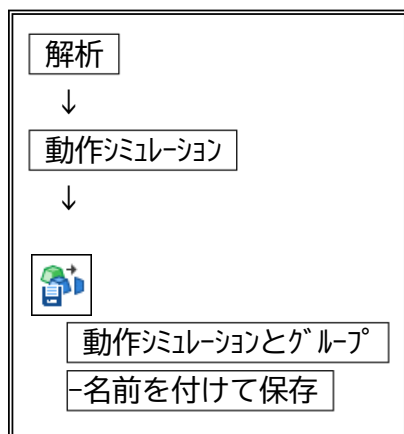 解析
↓
動作ｼﾐｭﾚｰｼｮﾝ
↓
動作ｼﾐｭﾚｰｼｮﾝとｸﾞﾙｰﾌﾟ
-名前を付けて保存